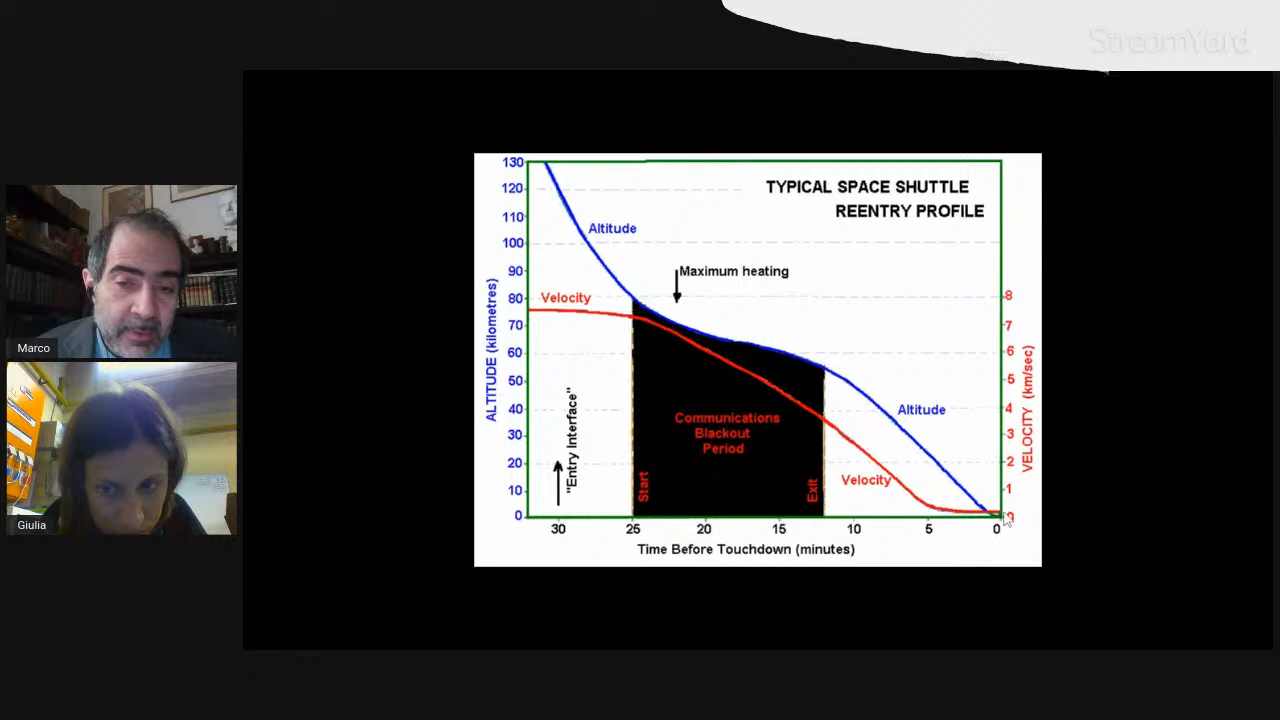 StreamYard
TYPICAL SPACE SHUTTLE
REENTRY PROFILE
130
120
110
100
90
80
70
60
50
40
30
20
10
0
ALTITUDE (kilometres)
Altitude
Maximum heating
Velocity
8
7
6
5
4
3
2
1
0
VELOCITY (km/sec)
"Entry Interface"
Communications
Blackout
Period
Start
Exit
Altitude
Velocity
30 25 20 15 10 5 0
Time Before Touchdown (minutes)
Marco
Giulia